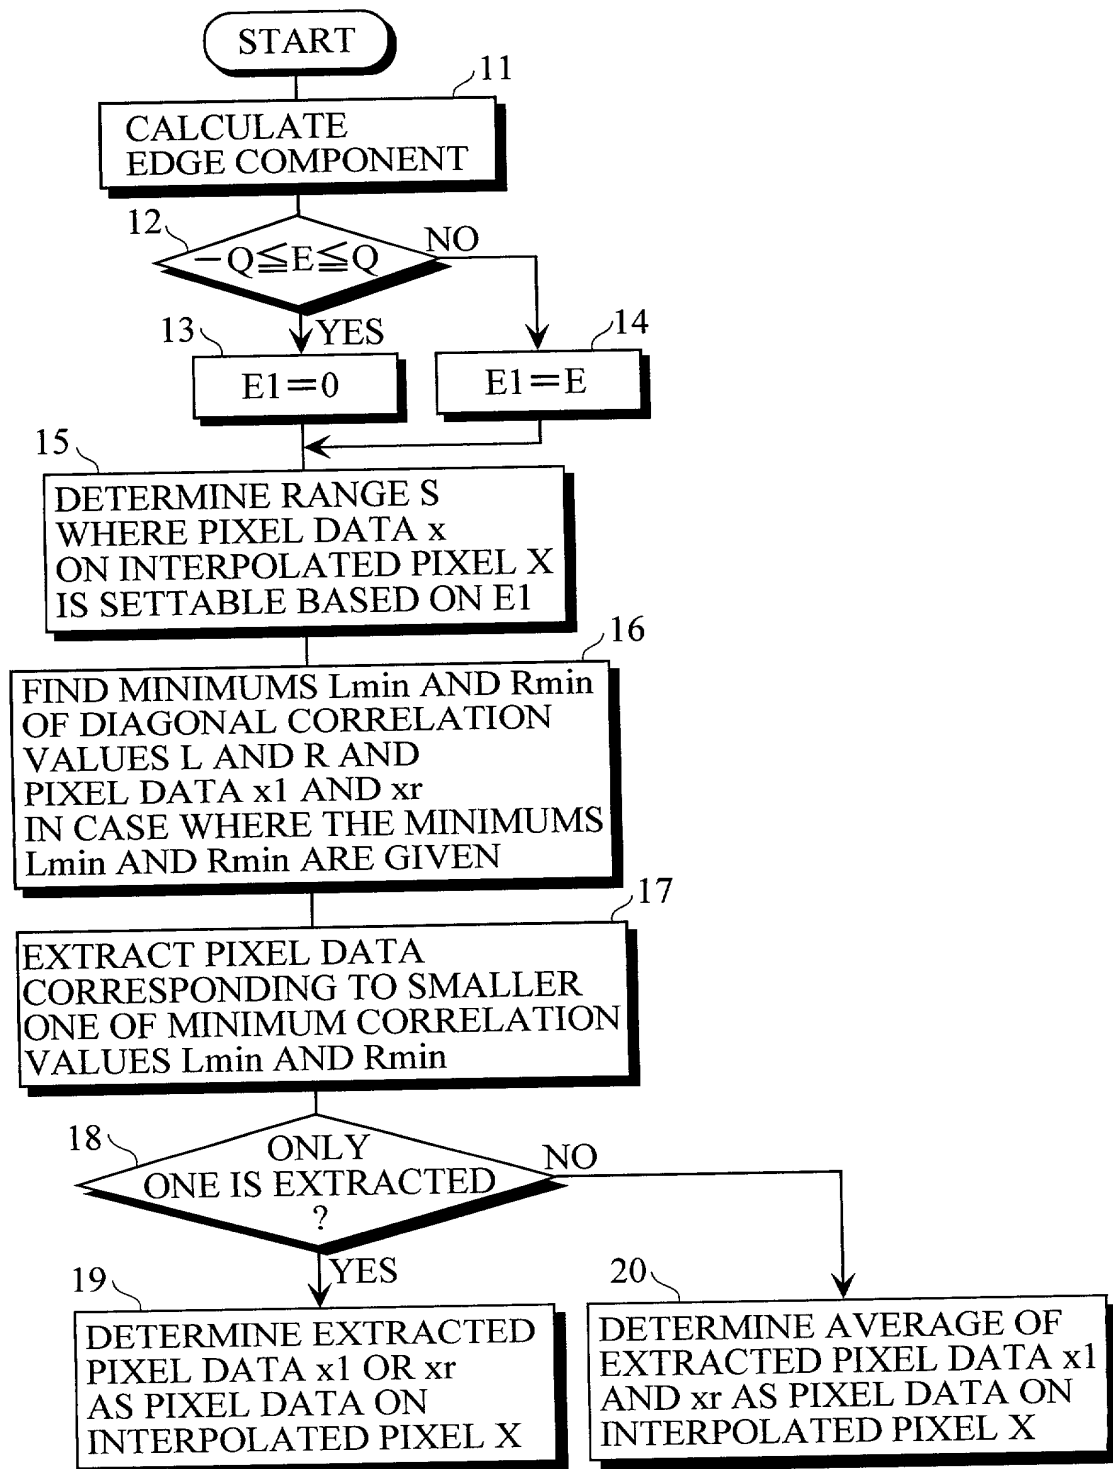 START
11
CALCULATE
EDGE COMPONENT
12
−Q≦E≦Q
NO
YES
13
E1=0
14
E1=E
15
DETERMINE RANGE S
WHERE PIXEL DATA x
ON INTERPOLATED PIXEL X
IS SETTABLE BASED ON E1
16
FIND MINIMUMS Lmin AND Rmin
OF DIAGONAL CORRELATION
VALUES L AND R AND
PIXEL DATA x1 AND xr
IN CASE WHERE THE MINIMUMS
Lmin AND Rmin ARE GIVEN
17
EXTRACT PIXEL DATA
CORRESPONDING TO SMALLER
ONE OF MINIMUM CORRELATION
VALUES Lmin AND Rmin
18
ONLY
ONE IS EXTRACTED
?
NO
YES
19
DETERMINE EXTRACTED
PIXEL DATA x1 OR xr
AS PIXEL DATA ON
INTERPOLATED PIXEL X
20
DETERMINE AVERAGE OF
EXTRACTED PIXEL DATA x1
AND xr AS PIXEL DATA ON
INTERPOLATED PIXEL X